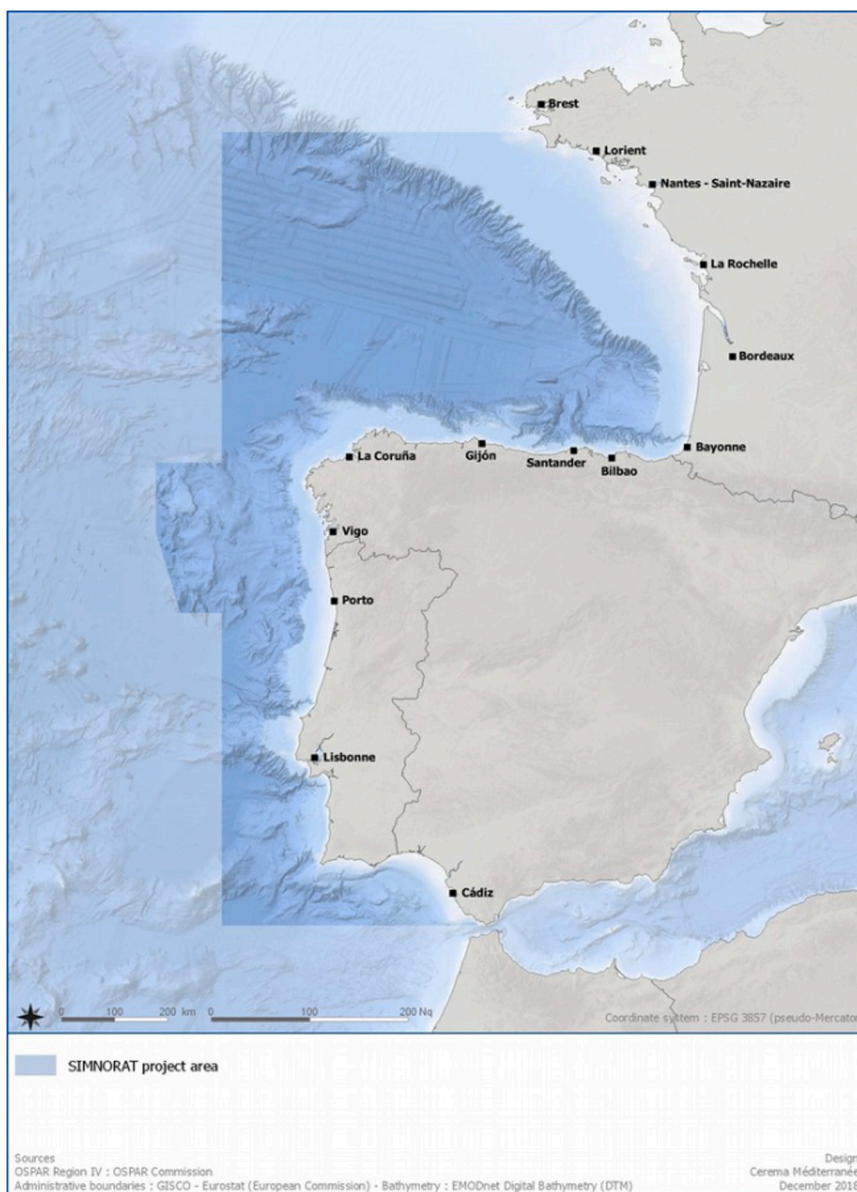 Brest
Lorient
Nantes - Saint-Nazaire
La Rochelle
Bordeaux
Bayonne
La Coruña
Gijón
Santander
Bilbao
Vigo
Porto
Lisbonne
Cádiz
0 100 200 km 0 100 200 Nq
Coordinate system : EPSG 3857 (pseudo-Mercator
SIMNORAT project area
Sources
OSPAR Region IV : OSPAR Commission
Administrative boundaries : GISCO - Eurostat (European Commission) - Bathymetry : EMODnet Digital Bathymetry (DTM)
Design
Cerema Méditerranée
December 2018